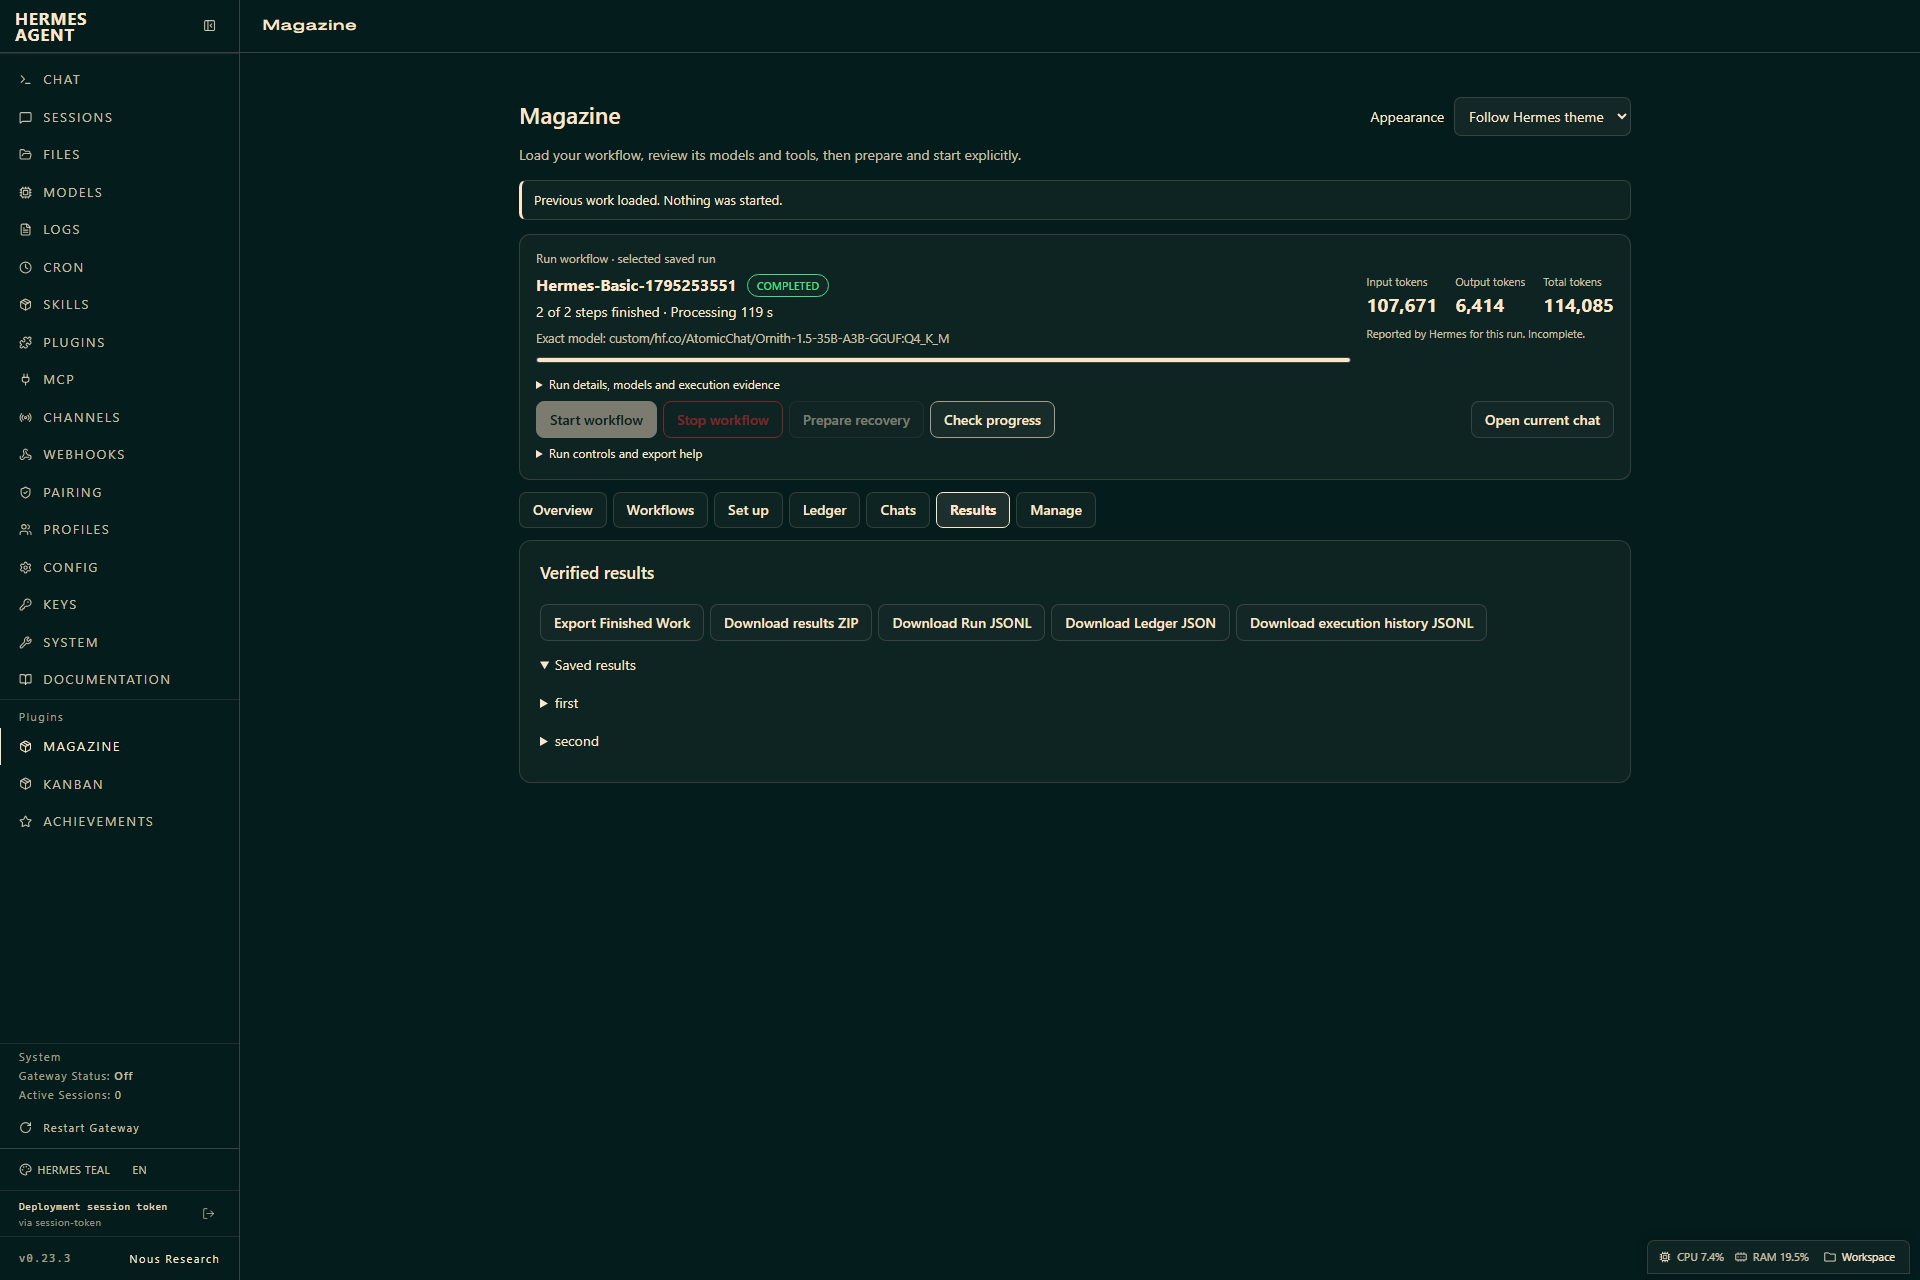 HERMES
AGENT
CHAT
SESSIONS
FILES
MODELS
LOGS
CRON
SKILLS
PLUGINS
MCP
CHANNELS
WEBHOOKS
PAIRING
PROFILES
CONFIG
KEYS
SYSTEM
DOCUMENTATION
Plugins
MAGAZINE
KANBAN
ACHIEVEMENTS
System
Gateway Status: Off
Active Sessions: 0
Restart Gateway
HERMES TEAL EN
Deployment session token
via session-token
v0.23.3 Nous Research
Magazine
Magazine
Appearance Follow Hermes theme
Load your workflow, review its models and tools, then prepare and start explicitly.
Previous work loaded. Nothing was started.
Run workflow · selected saved run
Hermes-Basic-1795253551 COMPLETED
2 of 2 steps finished · Processing 119 s
Exact model: custom/hf.co/AtomicChat/Ornith-1.5-35B-A3B-GGUF:Q4_K_M
Input tokens Output tokens Total tokens
107,671 6,414 114,085
Reported by Hermes for this run. Incomplete.
Run details, models and execution evidence
Start workflow Stop workflow Prepare recovery Check progress Open current chat
Run controls and export help
Overview Workflows Set up Ledger Chats Results Manage
Verified results
Export Finished Work Download results ZIP Download Run JSONL Download Ledger JSON Download execution history JSONL
Saved results
first
second
CPU 7.4% RAM 19.5% Workspace